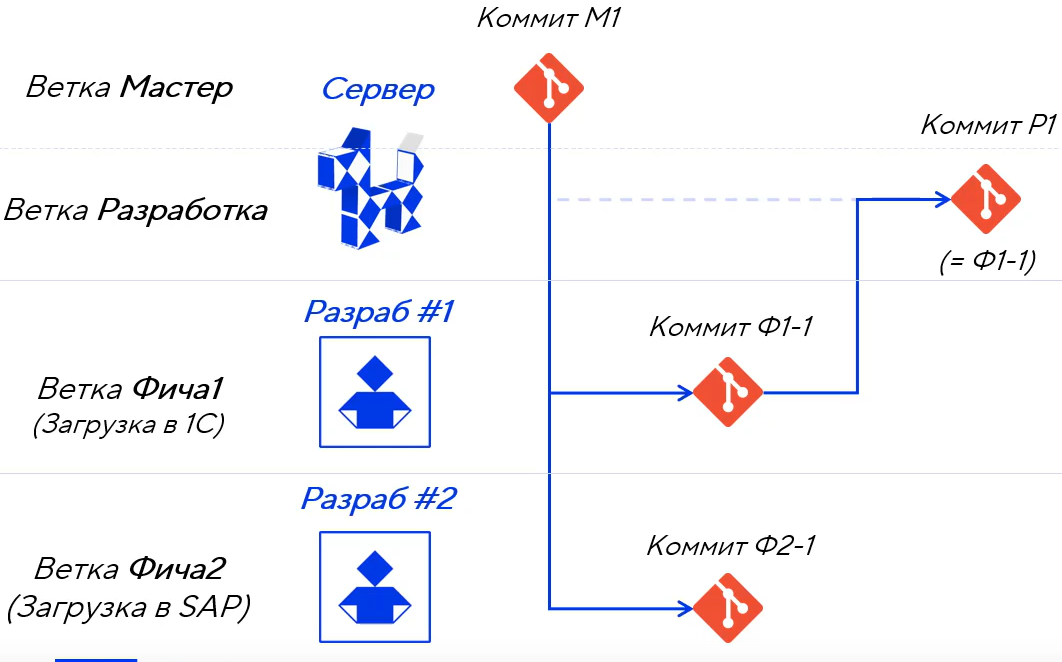 Коммит М1
Ветка Мастер
Сервер
Коммит Р1
Ветка Разработка
(= Ф1-1)
Разраб #1
Коммит Ф1-1
Ветка Фича1
(Загрузка в 1С)
Разраб #2
Коммит Ф2-1
Ветка Фича2
(Загрузка в SAP)